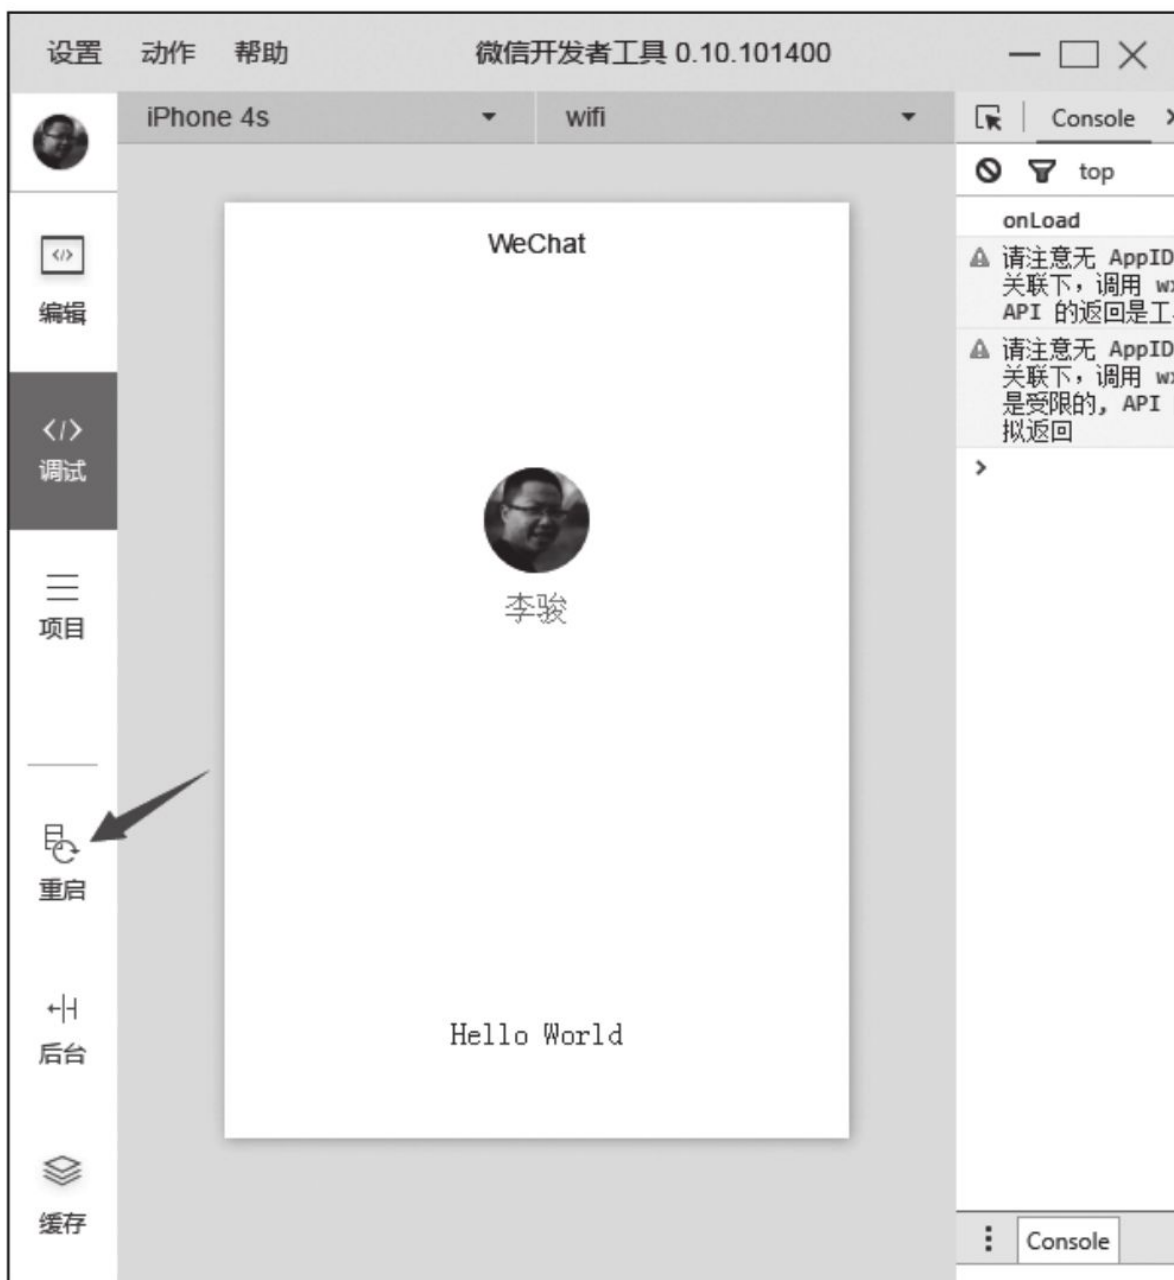 设置 动作 帮助 微信开发者工具 0.10.101400
iPhone 4s wifi
Console
top
onLoad
请注意无 AppID
关联下，调用
API 的返回是工
请注意无 AppID
关联下，调用
是受限的, API
拟返回
WeChat
编辑
调试
李骏
项目
重启
Hello World
后台
缓存
Console